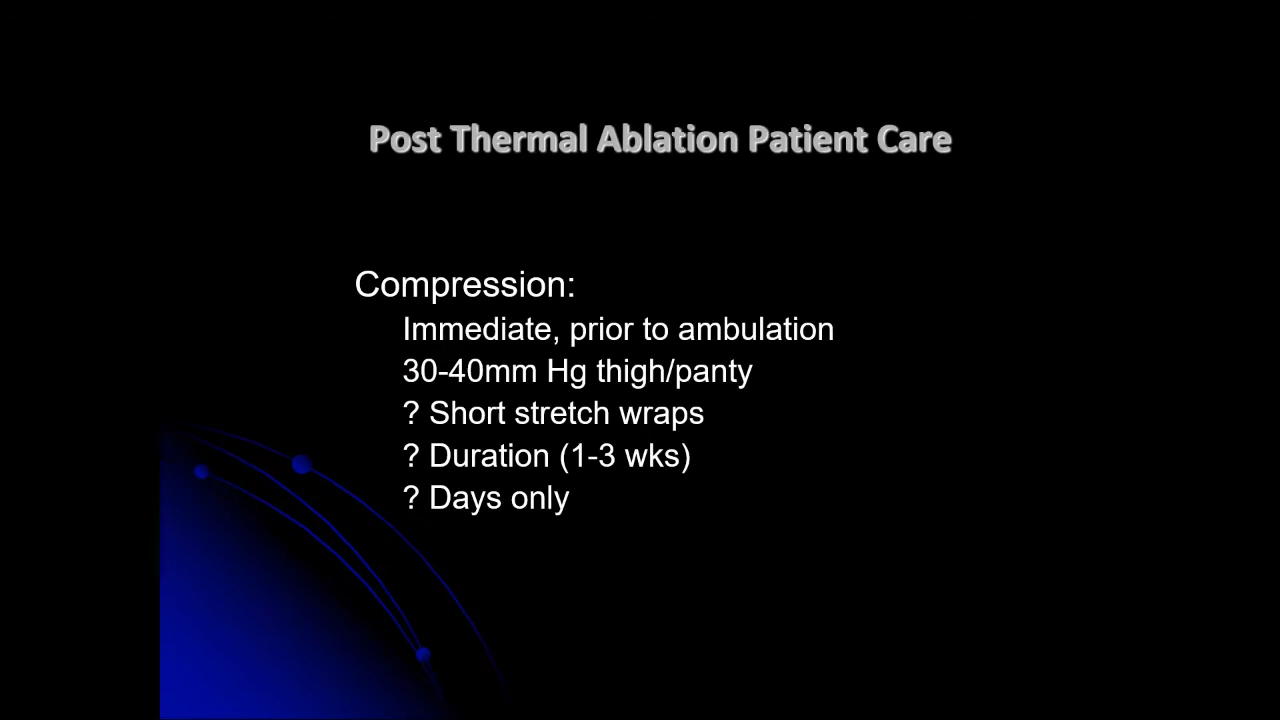 Post Thermal Ablation Patient Care
Compression:
Immediate, prior to ambulation
30-40mm Hg thigh/panty
? Short stretch wraps
? Duration (1-3 wks)
? Days only